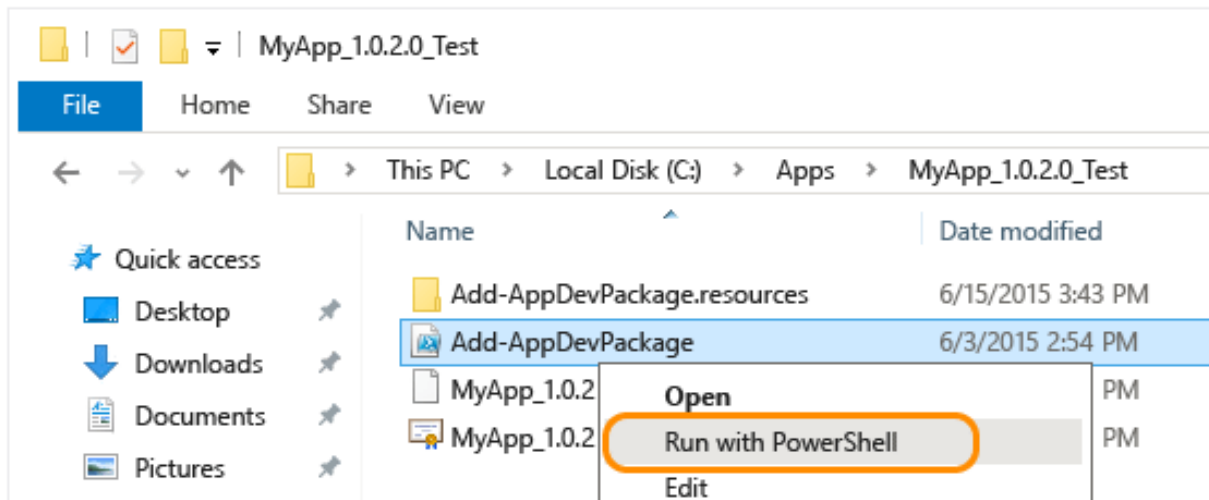 MyApp_1.0.2.0_Test
File Home Share View
This PC > Local Disk (C:) > Apps > MyApp_1.0.2.0_Test
Name Date modified
Quick access
Add-AppDevPackage.resources 6/15/2015 3:43 PM
Desktop
Add-AppDevPackage 6/3/2015 2:54 PM
Downloads
MyApp_1.0.2 Open PM
Documents
MyApp_1.0.2 Run with PowerShell PM
Pictures
Edit